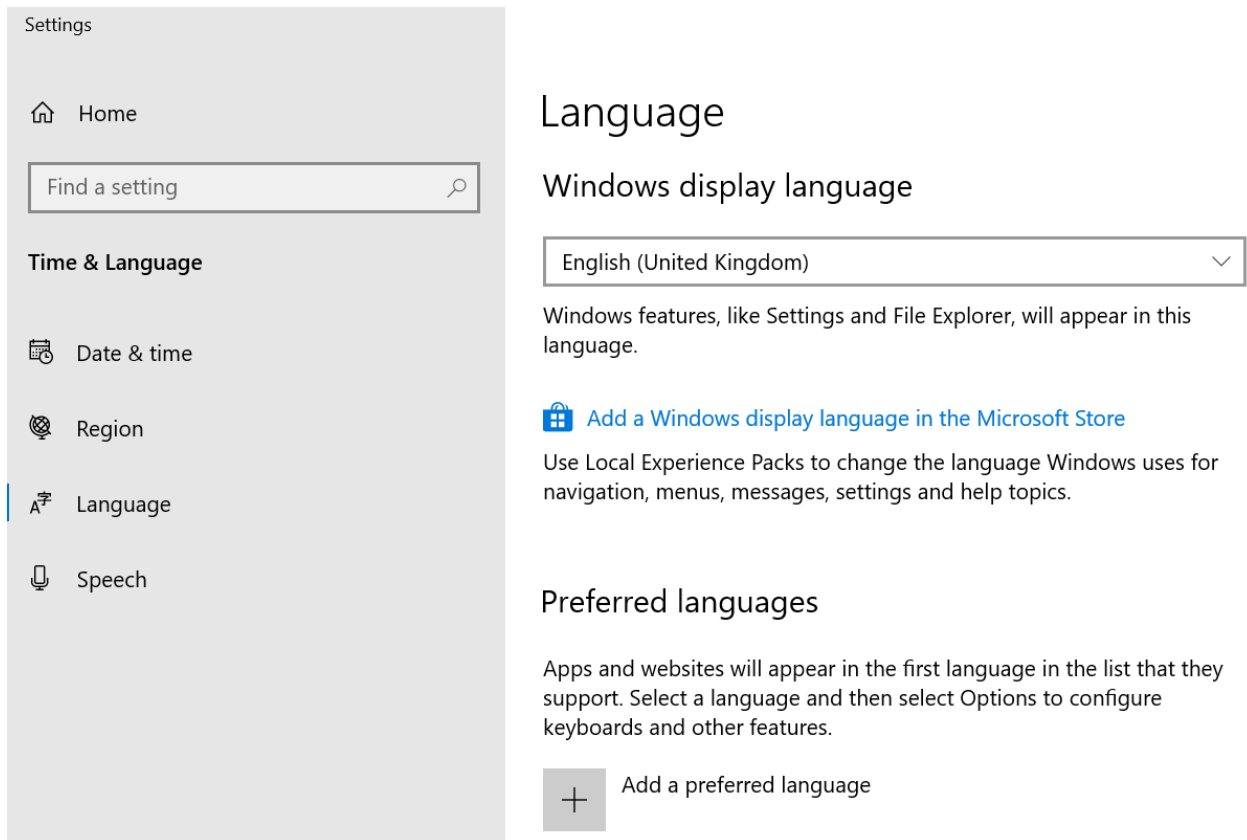 Settings
Home
Find a setting
Time & Language
Date & time
Region
Language
Speech
Language
Windows display language
English (United Kingdom)
Windows features, like Settings and File Explorer, will appear in this
language.
Add a Windows display language in the Microsoft Store
Use Local Experience Packs to change the language Windows uses for
navigation, menus, messages, settings and help topics.
Preferred languages
Apps and websites will appear in the first language in the list that they
support. Select a language and then select Options to configure
keyboards and other features.
Add a preferred language